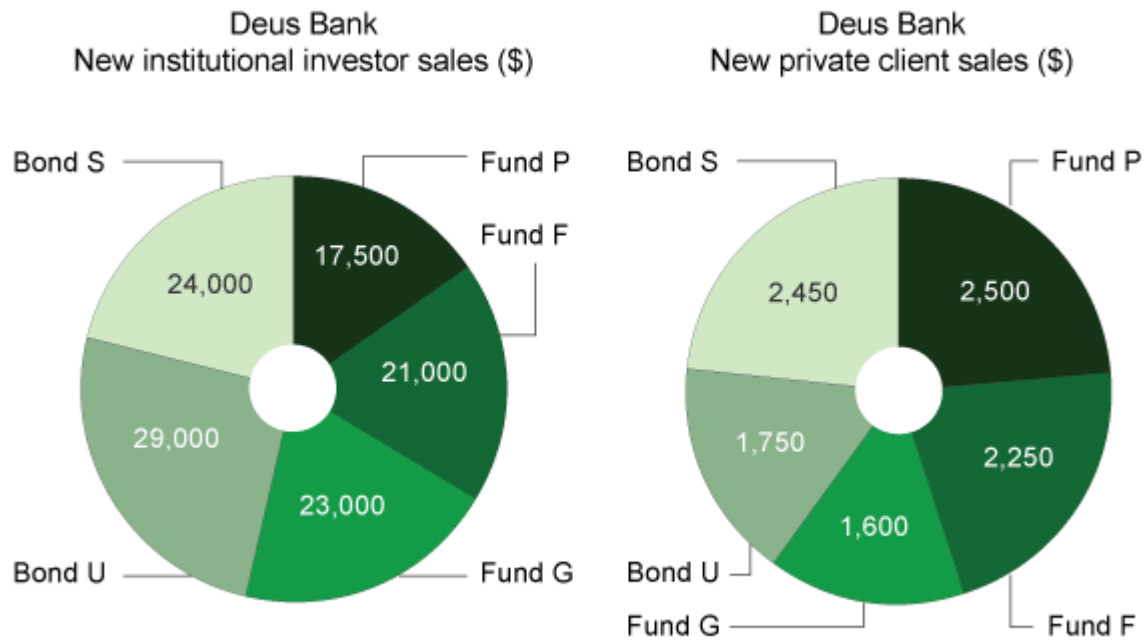 Deus Bank
New institutional investor sales ($)
Bond S
Fund P
Fund F
17,500
24,000
21,000
29,000
23,000
Bond U
Fund G
Deus Bank
New private client sales ($)
Bond S
Fund P
2,450
2,500
1,750
2,250
1,600
Bond U
Fund G
Fund F